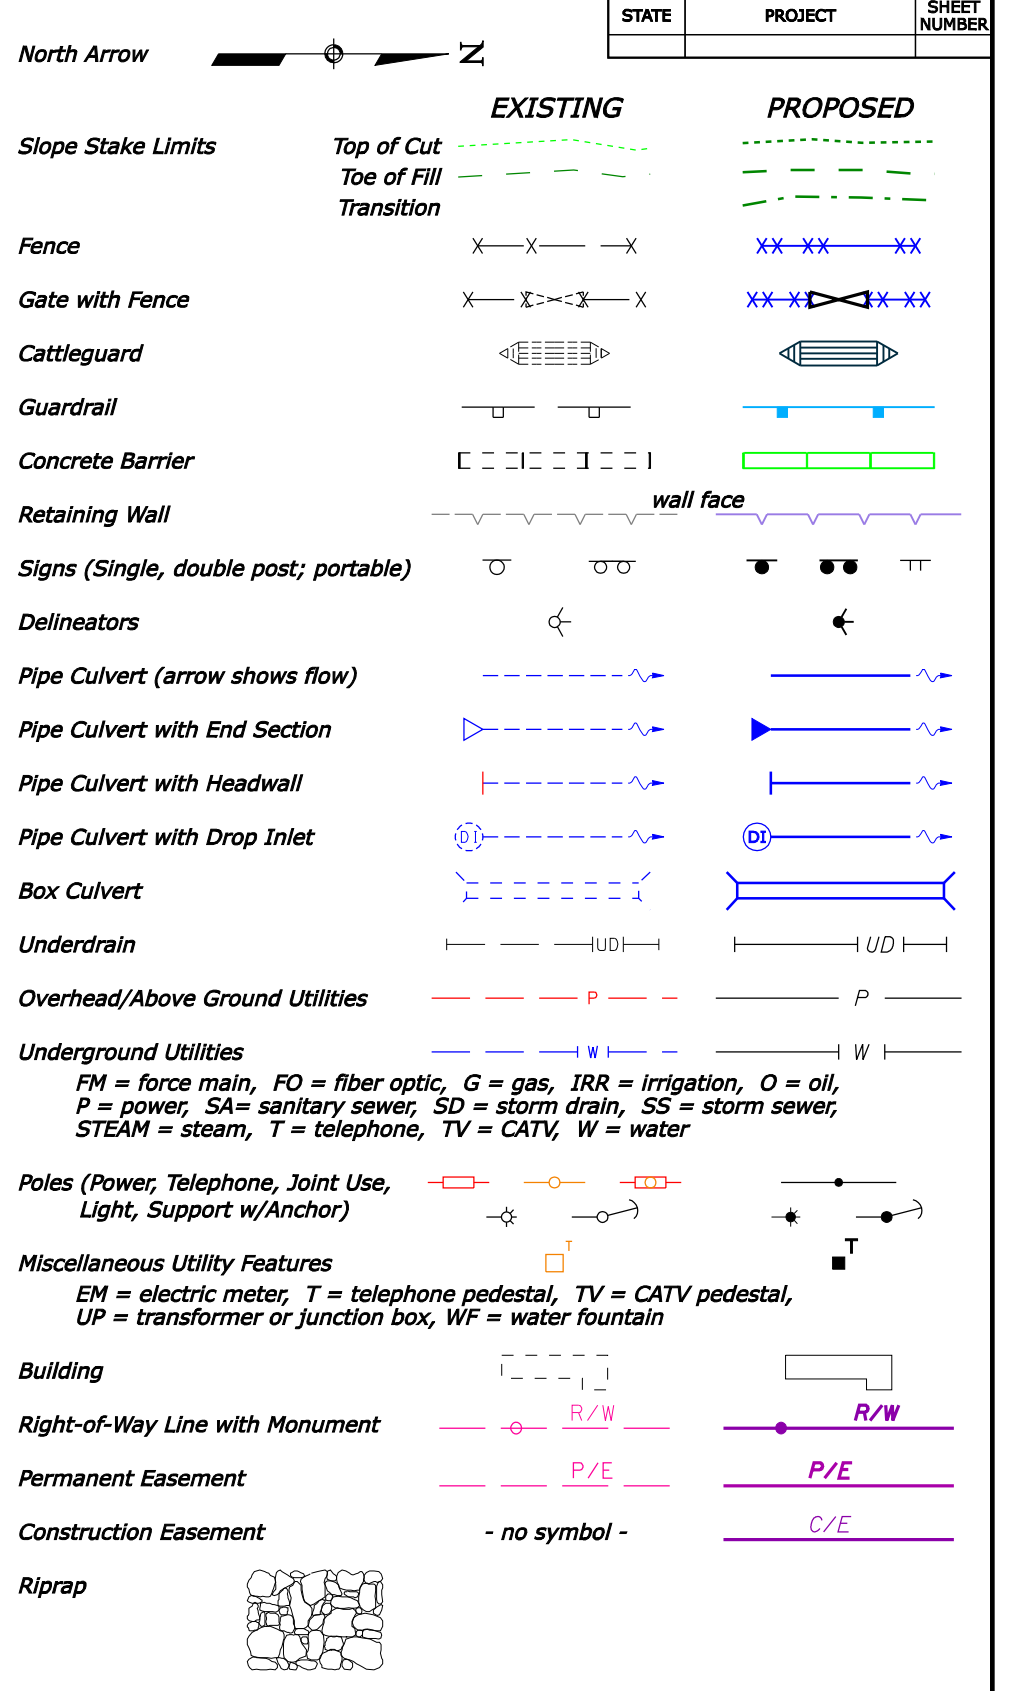 STATE PROJECT SHEET
NUMBER
North Arrow N
EXISTING PROPOSED
Slope Stake Limits Top of Cut
Toe of Fill
Transition
Fence
Gate with Fence
Cattleguard
Guardrail
Concrete Barrier
wall face
Retaining Wall
Signs (Single, double post; portable)
Delineators
Pipe Culvert (arrow shows flow)
Pipe Culvert with End Section
Pipe Culvert with Headwall
Pipe Culvert with Drop Inlet DI DI
Box Culvert
Underdrain UD UD
Overhead/Above Ground Utilities P P
Underground Utilities W W
FM = force main, FO = fiber optic, G = gas, IRR = irrigation, O = oil,
P = power, SA= sanitary sewer, SD = storm drain, SS = storm sewer,
STEAM = steam, T = telephone, TV = CATV, W = water
Poles (Power, Telephone, Joint Use,
Light, Support w/Anchor)
T T
Miscellaneous Utility Features
EM = electric meter, T = telephone pedestal, TV = CATV pedestal,
UP = transformer or junction box, WF = water fountain
Building
R/W R/W
Right-of-Way Line with Monument
P/E P/E
Permanent Easement
C/E
Construction Easement - no symbol -
Riprap